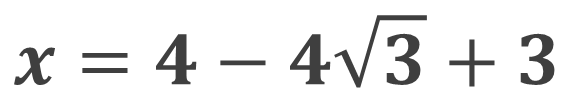 x = 4 − 4√3 + 3